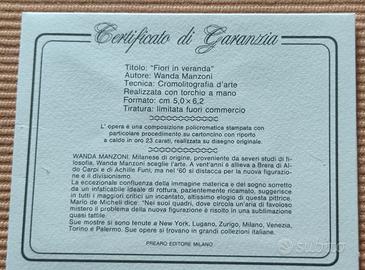 Certificato di Garanzia
Titolo: "Fiori in veranda"
Autore: Wanda Manzoni
Tecnica: Cromolitografia d'arte
Realizzata con torchio a mano
Formato: cm 5,0 x 6,2
Tiratura: limitata fuori commercio
L'opera è una composizione policromatica stampata con
particolare procedimento su cartoncino con riporto
a caldo in oro 23 carati, realizzata su disegno originale.
WANDA MANZONI, Milanese di origine, proveniente da severi studi di fi-
losofia, Wanda Manzoni sceglie l'arte. A vent'anni è allieva a Brera di Al-
do Carpi e di Achille Funi, ma nel '60 si distacca per la nuova figurazio-
ne e il divisionismo.
La eccezionale confluenza della immagine materica e del sogno sorretto
da un infaticabile ideale di rottura, pazientemente ricamato, suggerisce
in tutti i maggiori critici un incantato, altissimo elogio di questa pittrice.
Mario de Micheli dice: "Nei suoi quadri, dove circola un'aria di favoloso
mistero il problema della nuova figurazione è risolto in una sublimazione
quasi tattile.
Sue mostre si sono tenute a New York, Lugano, Zurigo, Milano, Venezia,
Torino e Palermo. Sue opere si trovano in grandi collezioni italiane.
PREARO EDITORE MILANO
subito